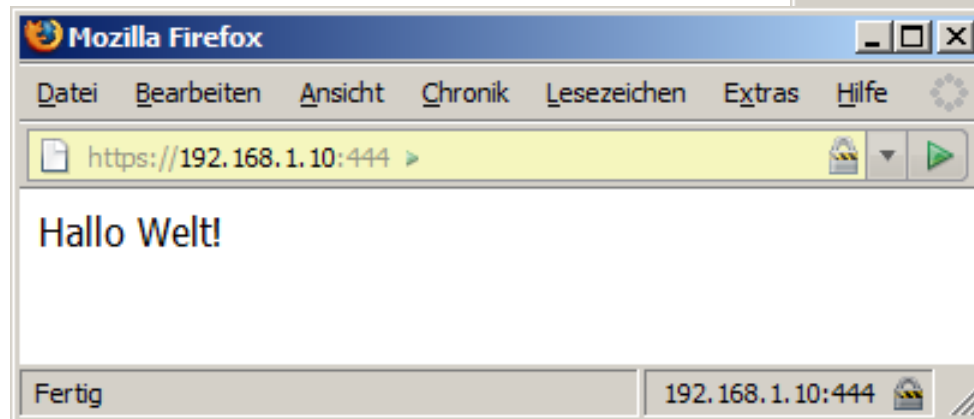 Mozilla Firefox
Datei Bearbeiten Ansicht Chronik Lesezeichen Extras Hilfe
https://192.168.1.10:444
Hallo Welt!
Fertig 192.168.1.10:444